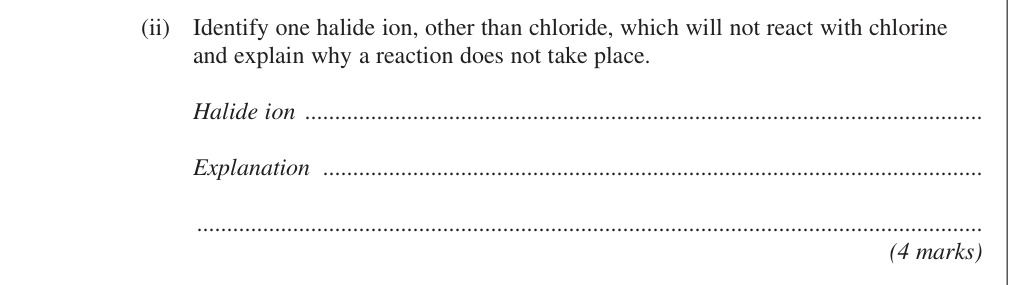 (ii) Identify one halide ion, other than chloride, which will not react with chlorine
and explain why a reaction does not take place.
Halide ion ..........................................................................................................................
Explanation ......................................................................................................................
..............................................................................................................................................
(4 marks)